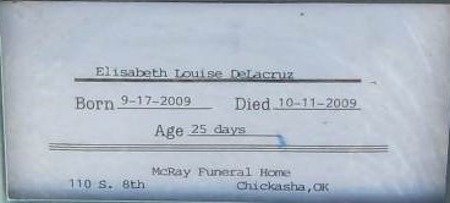 Elisabeth Louise DeLacruz
Born 9-17-2009 Died 10-11-2009
Age 25 days
McRay Funeral Home
110 S. 8th Chickasha,OK